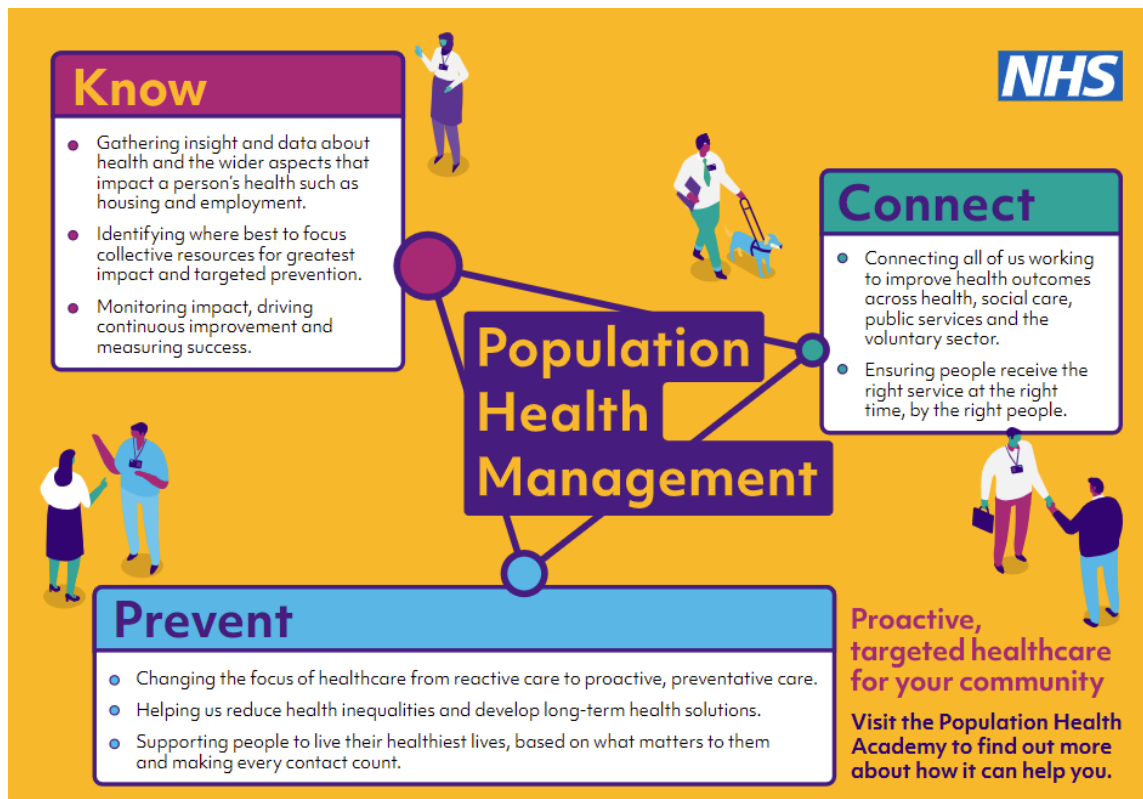 Know
Gathering insight and data about
health and the wider aspects that
impact a person's health such as
housing and employment.
Identifying where best to focus
collective resources for greatest
impact and targeted prevention.
Monitoring impact, driving
continuous improvement and
measuring success.
NHS
Connect
Connecting all of us working
to improve health outcomes
across health, social care,
public services and the
voluntary sector.
Ensuring people receive the
right service at the right
time, by the right people.
Population
Health
Management
Prevent
Changing the focus of healthcare from reactive care to proactive, preventative care.
Helping us reduce health inequalities and develop long-term health solutions.
Supporting people to live their healthiest lives, based on what matters to them
and making every contact count.
Proactive,
targeted healthcare
for your community
Visit the Population Health
Academy to find out more
about how it can help you.